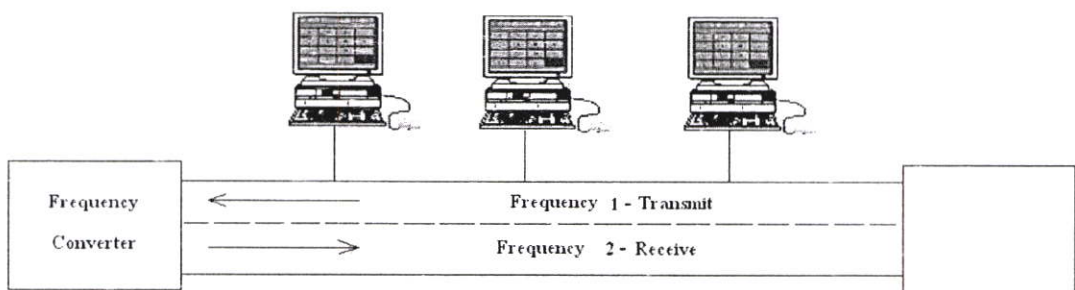 Frequency
Converter
Frequency 1 - Transmit
Frequency 2 - Receive